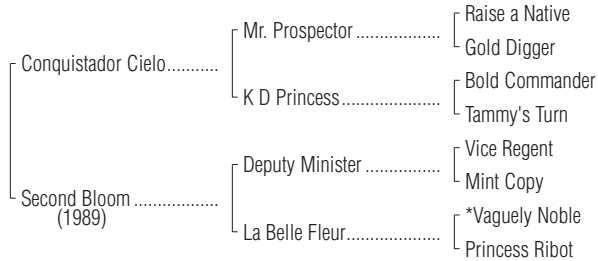 Raise a Native
Mr. Prospector..................
Gold Digger
Conquistador Cielo...........
Bold Commander
K D Princess.....................
Tammy's Turn
Vice Regent
Deputy Minister ................
Mint Copy
Second Bloom ..................
(1989)
*Vaguely Noble
La Belle Fleur....................
Princess Ribot